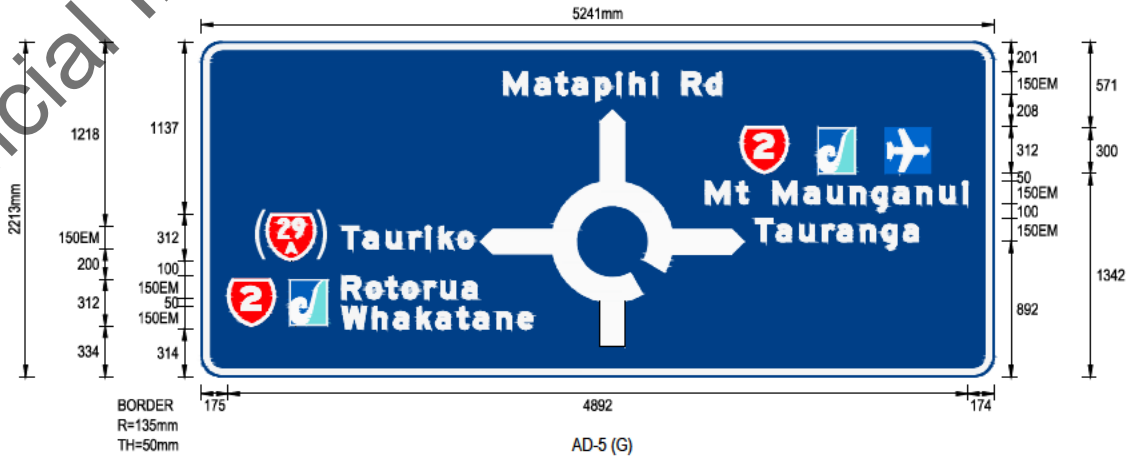 cial
5241mm
2213mm
1218
150EM
200
312
334
1137
312
100
150EM
50
150EM
314
Matapihi Rd
2
Mt Maunganui
Tauranga
(29A) Tauriko
2 Rotorua
Whakatane
201
150EM
208
312
50
150EM
100
150EM
892
571
300
1342
BORDER
R=135mm
TH=50mm
175
4892
174
AD-5 (G)